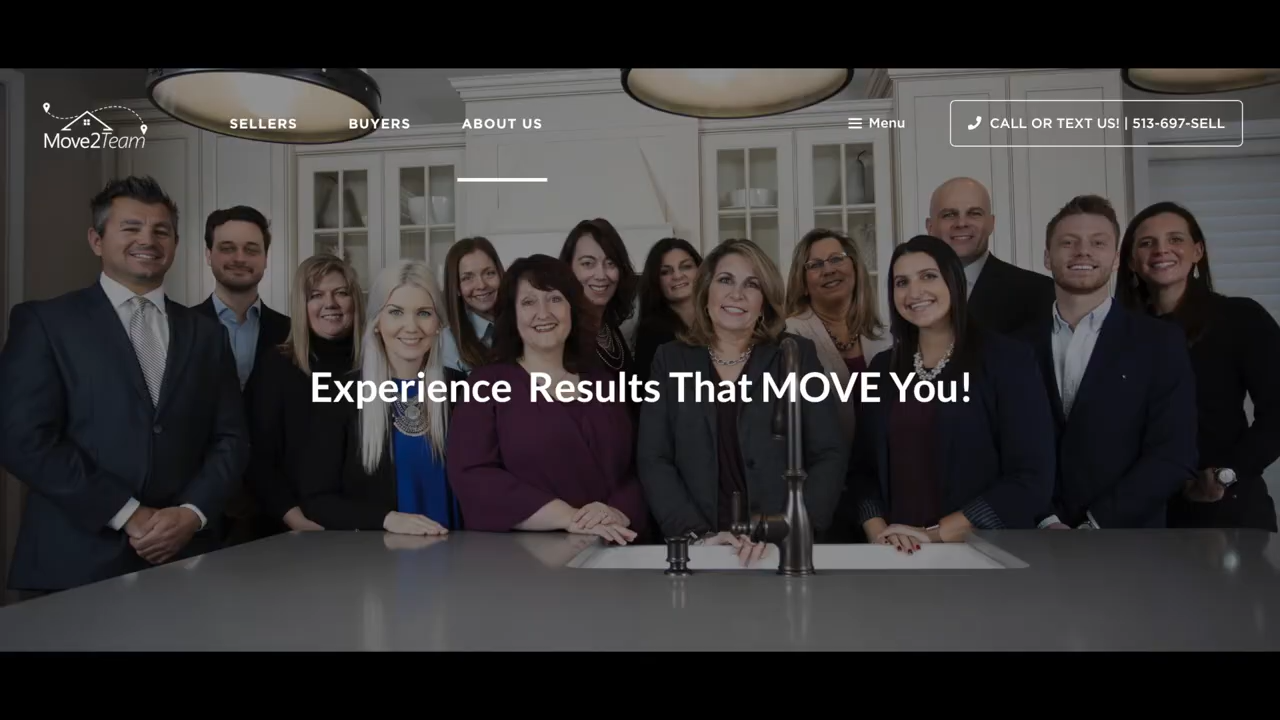 Move2Team
SELLERS
BUYERS
ABOUT US
Menu
CALL OR TEXT US! | 513-697-SELL
Experience Results That MOVE You!